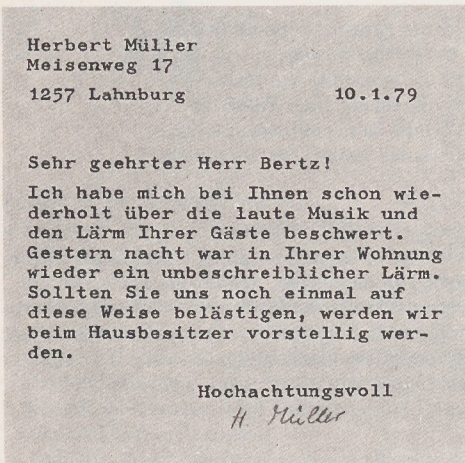 Herbert Müller
Meisenweg 17
1257 Lahnburg 10.1.79
Sehr geehrter Herr Bertz!
Ich habe mich bei Ihnen schon wie-
derholt über die laute Musik und
den Lärm Ihrer Gäste beschwert.
Gestern nacht war in Ihrer Wohnung
wieder ein unbeschreiblicher Lärm.
Sollten Sie uns noch einmal auf
diese Weise belästigen, werden wir
beim Hausbesitzer vorstellig wer-
den.
Hochachtungsvoll
H. Müller